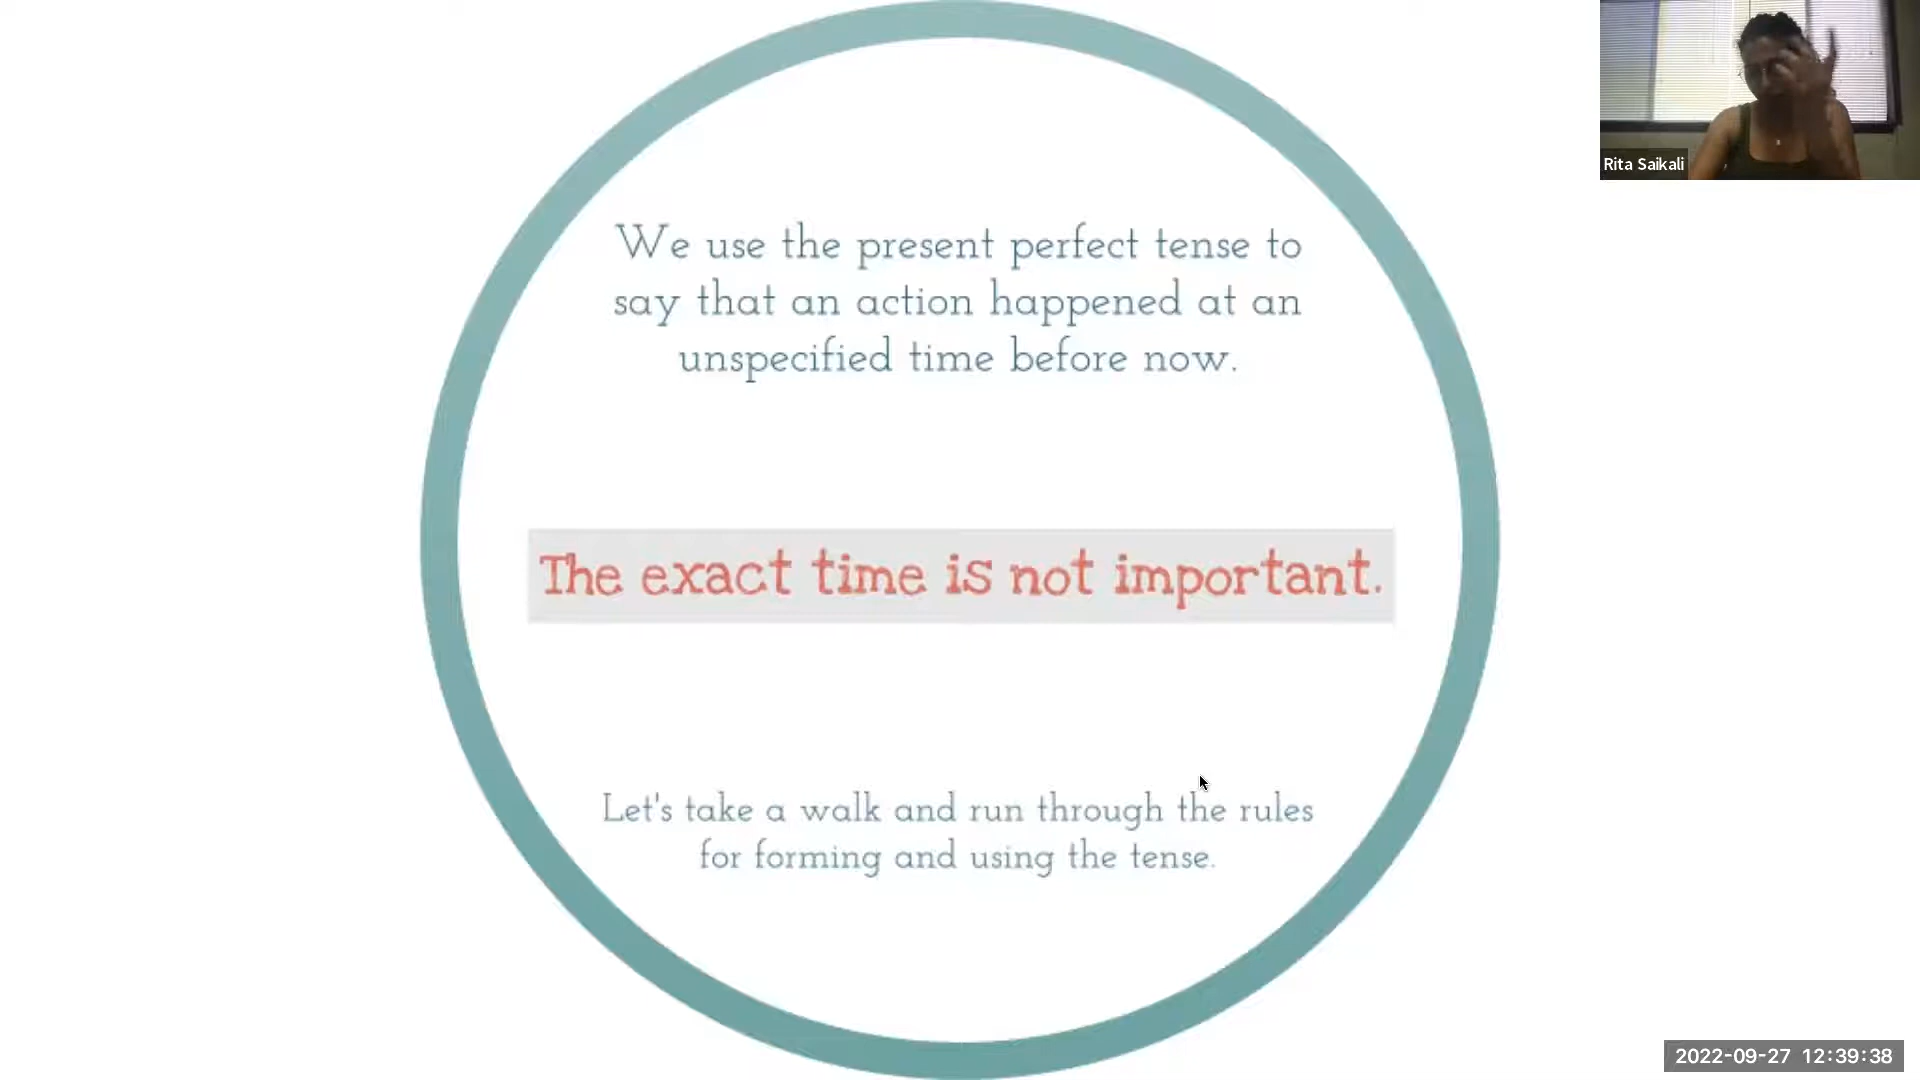 We use the present perfect tense to
say that an action happened at an
unspecified time before now.
The exact time is not important.
Let's take a walk and run through the rules
for forming and using the tense.
Rita Saikali
2022-09-27 12:39:38